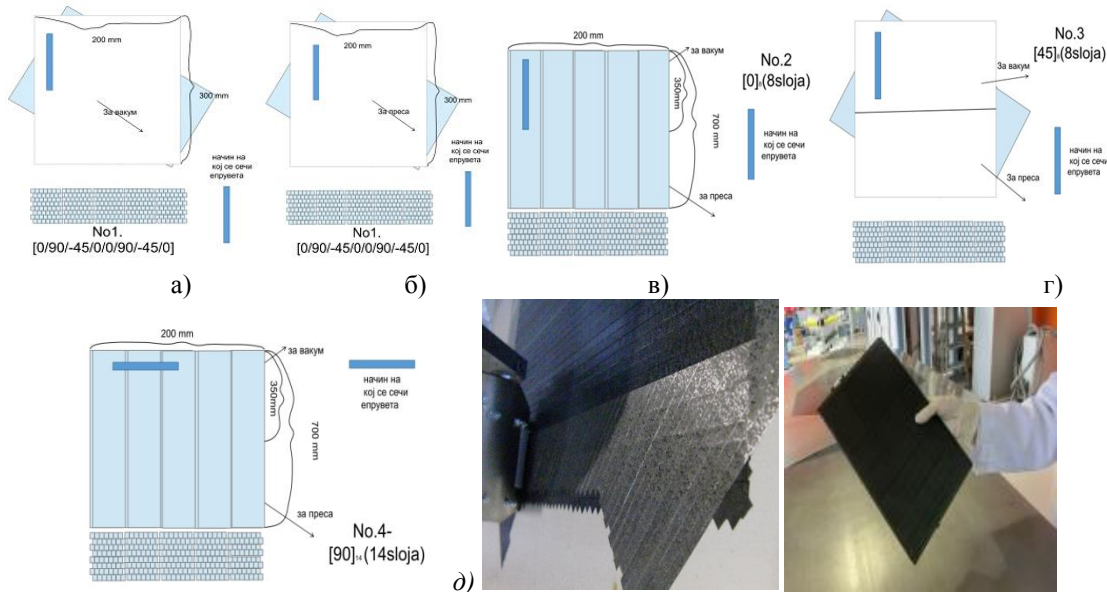 200 mm
За вакум
300 mm
начин на
кој се сечи
епрувета
No1.
[0/90/-45/0/0/90/-45/0]
а)
200 mm
За преса
300 mm
начин на
кој се сечи
епрувета
No1.
[0/90/-45/0/0/90/-45/0]
б)
200 mm
за вакум
350mm
700 mm
за преса
No.2
[0]₈(8sloja)
начин на
кој се сечи
епрувета
в)
No.3
За вакум
[45]₈(8sloja)
За преса
начин на
кој се сечи
епрувета
г)
200 mm
за вакум
350mm
700 mm
за преса
начин на
кој се сечи
епрувета
No.4-
[90]₁₄(14sloja)
д)